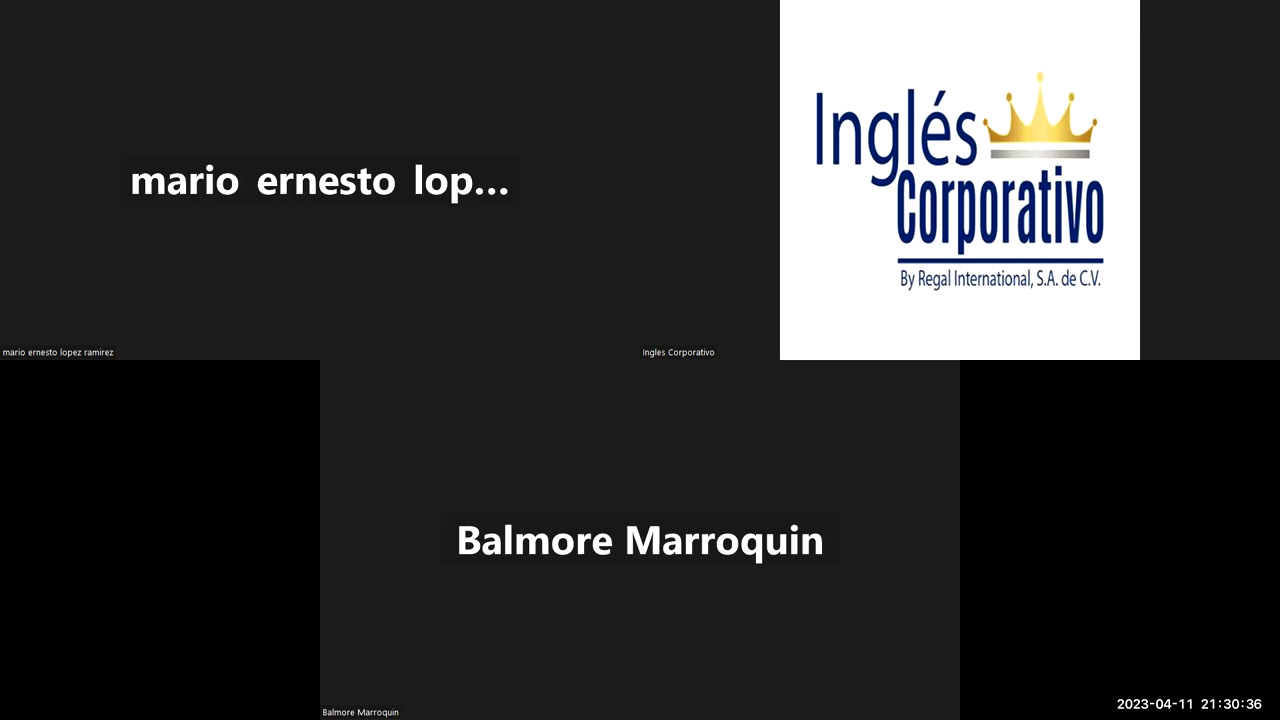 mario ernesto lop...
mario ernesto lopez ramirez
Inglés
Corporativo
By Regal International, S.A. de C.V.
Ingles Corporativo
Balmore Marroquin
Balmore Marroquin
2023-04-11 21:30:36